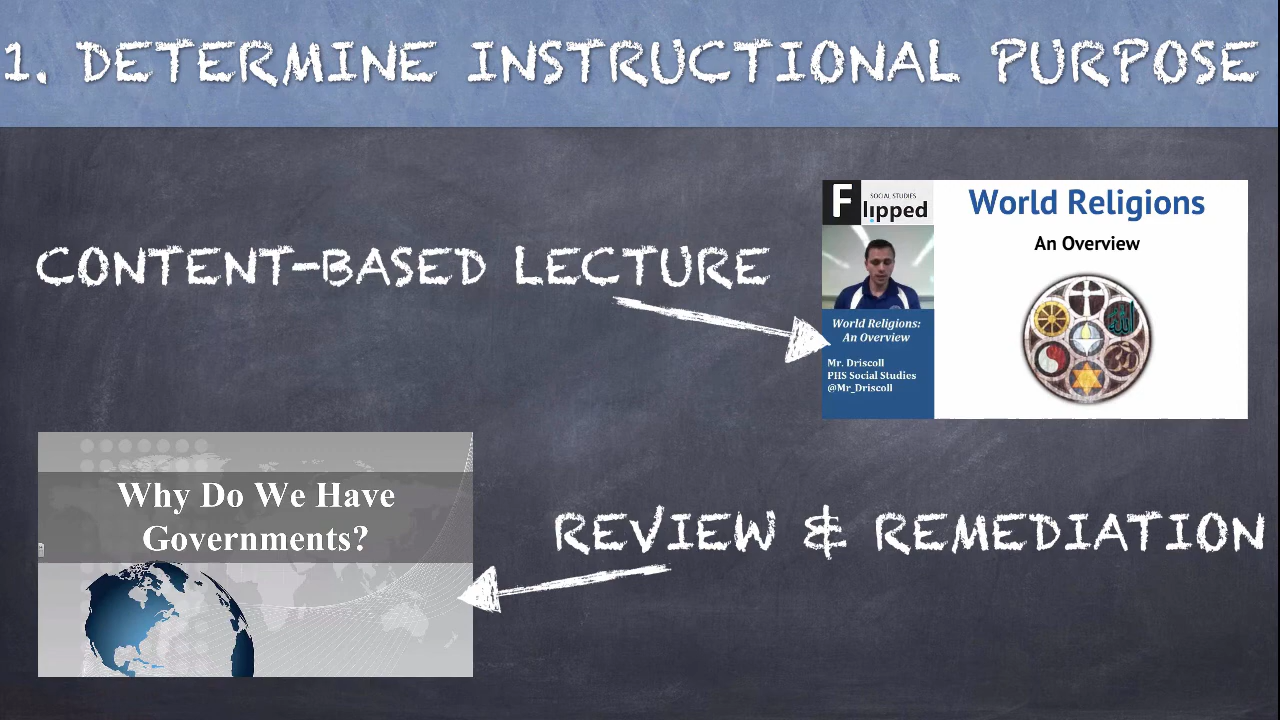 1. DETERMINE INSTRUCTIONAL PURPOSE
CONTENT-BASED LECTURE
SOCIAL STUDIES
Flipped
World Religions
An Overview
World Religions:
An Overview
Mr. Driscoll
PHS Social Studies
@Mr_Driscoll
Why Do We Have
Governments?
REVIEW & REMEDIATION